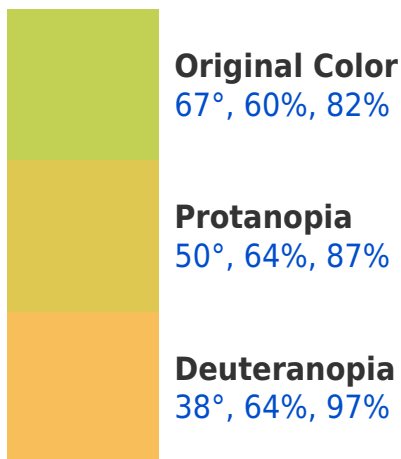 Original Color
67°, 60%, 82%
Protanopia
50°, 64%, 87%
Deuteranopia
38°, 64%, 97%